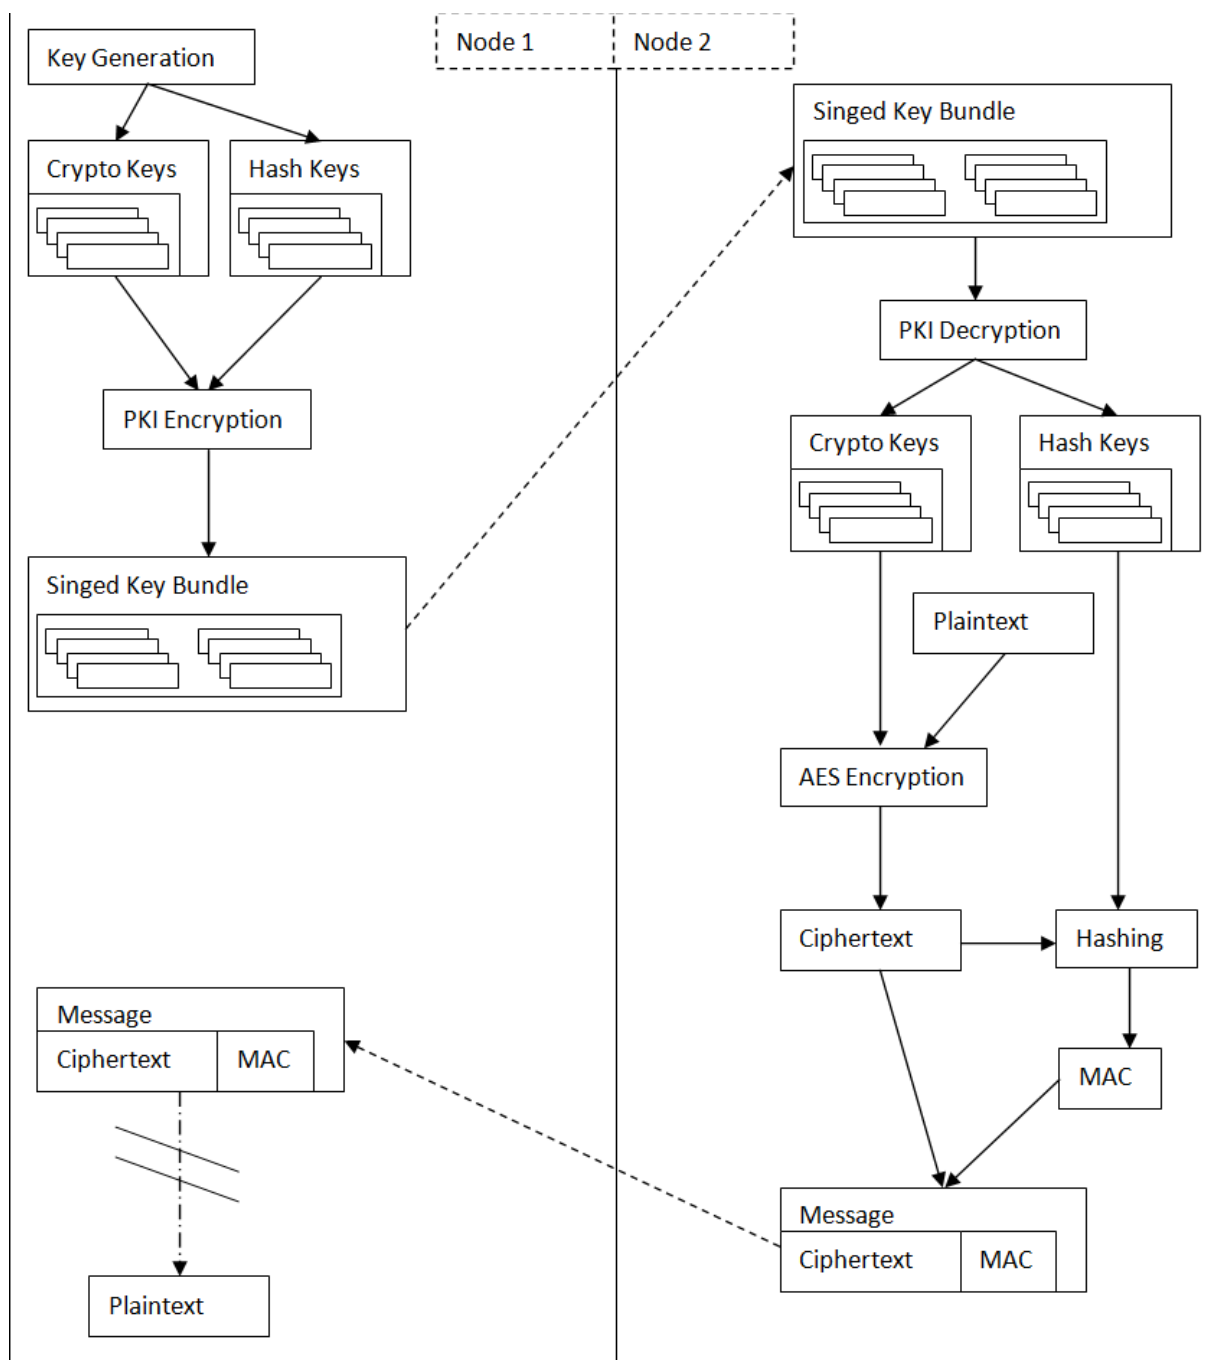 Node 1
Node 2
Key Generation
Crypto Keys
Hash Keys
PKI Encryption
Singed Key Bundle
Message
Ciphertext
MAC
Plaintext
Singed Key Bundle
PKI Decryption
Crypto Keys
Hash Keys
Plaintext
AES Encryption
Ciphertext
Hashing
MAC
Message
Ciphertext
MAC